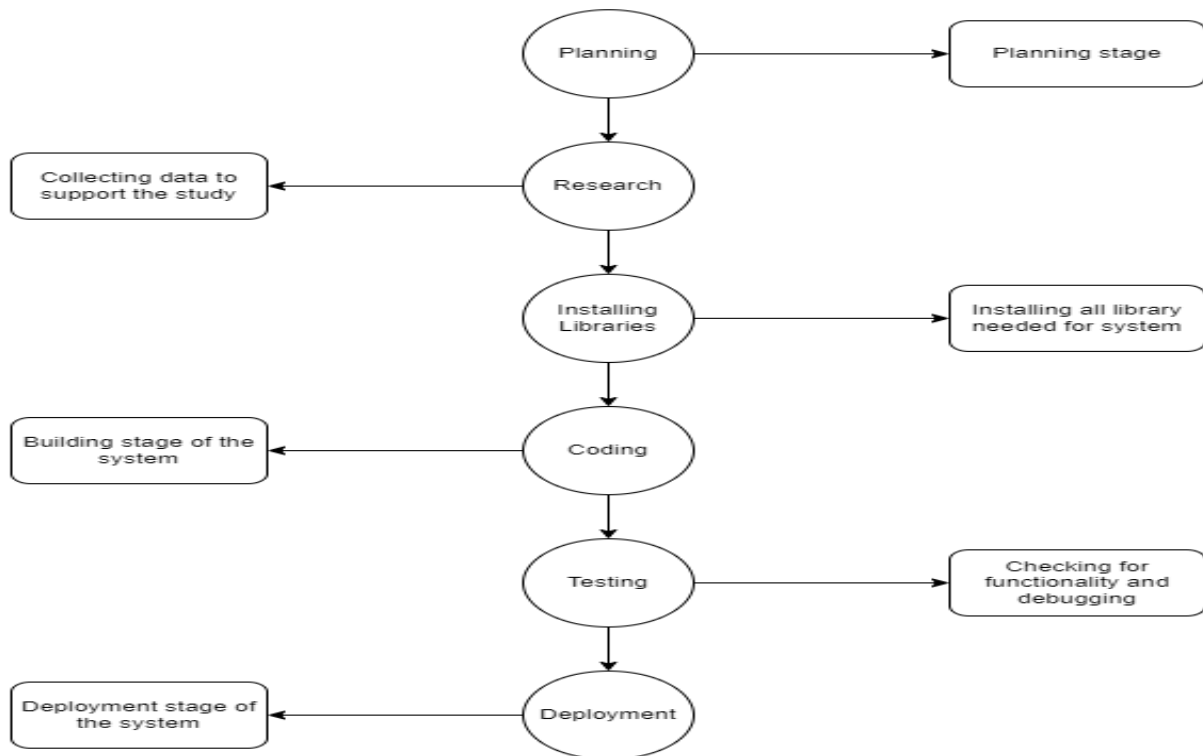 Planning
Planning stage
Collecting data to
support the study
Research
Installing
Libraries
Installing all library
needed for system
Building stage of the
system
Coding
Testing
Checking for
functionality and
debugging
Deployment stage of
the system
Deployment